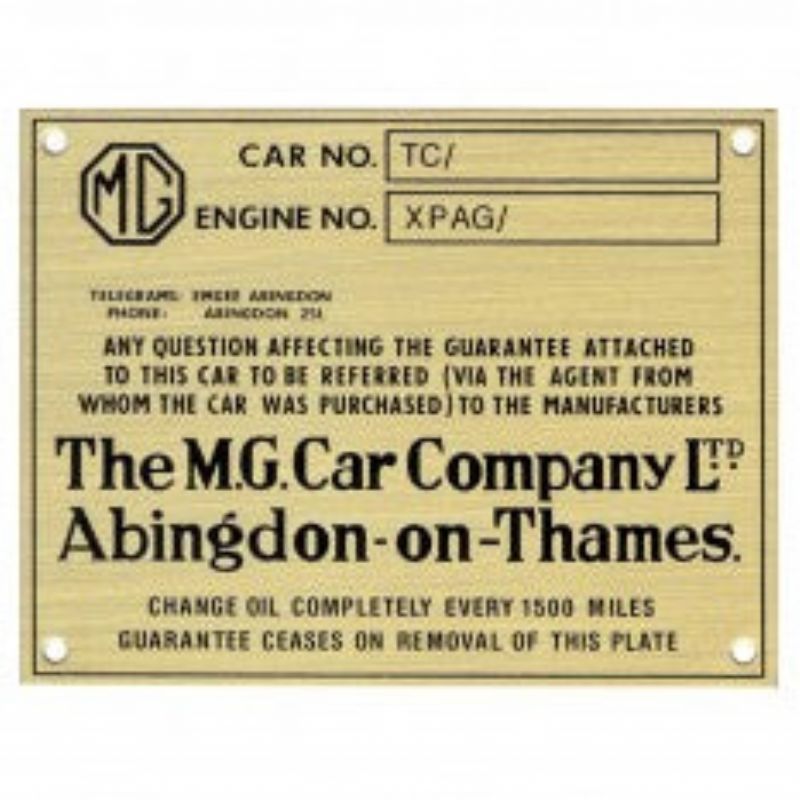 MG
CAR NO. TC/
ENGINE NO. XPAG/
TELEGRAMS: EMGEE ABINGDON
PHONE: ABINGDON 251
ANY QUESTION AFFECTING THE GUARANTEE ATTACHED
TO THIS CAR TO BE REFERRED (VIA THE AGENT FROM
WHOM THE CAR WAS PURCHASED) TO THE MANUFACTURERS
The M.G. Car Company LTD
Abingdon-on-Thames.
CHANGE OIL COMPLETELY EVERY 1500 MILES
GUARANTEE CEASES ON REMOVAL OF THIS PLATE